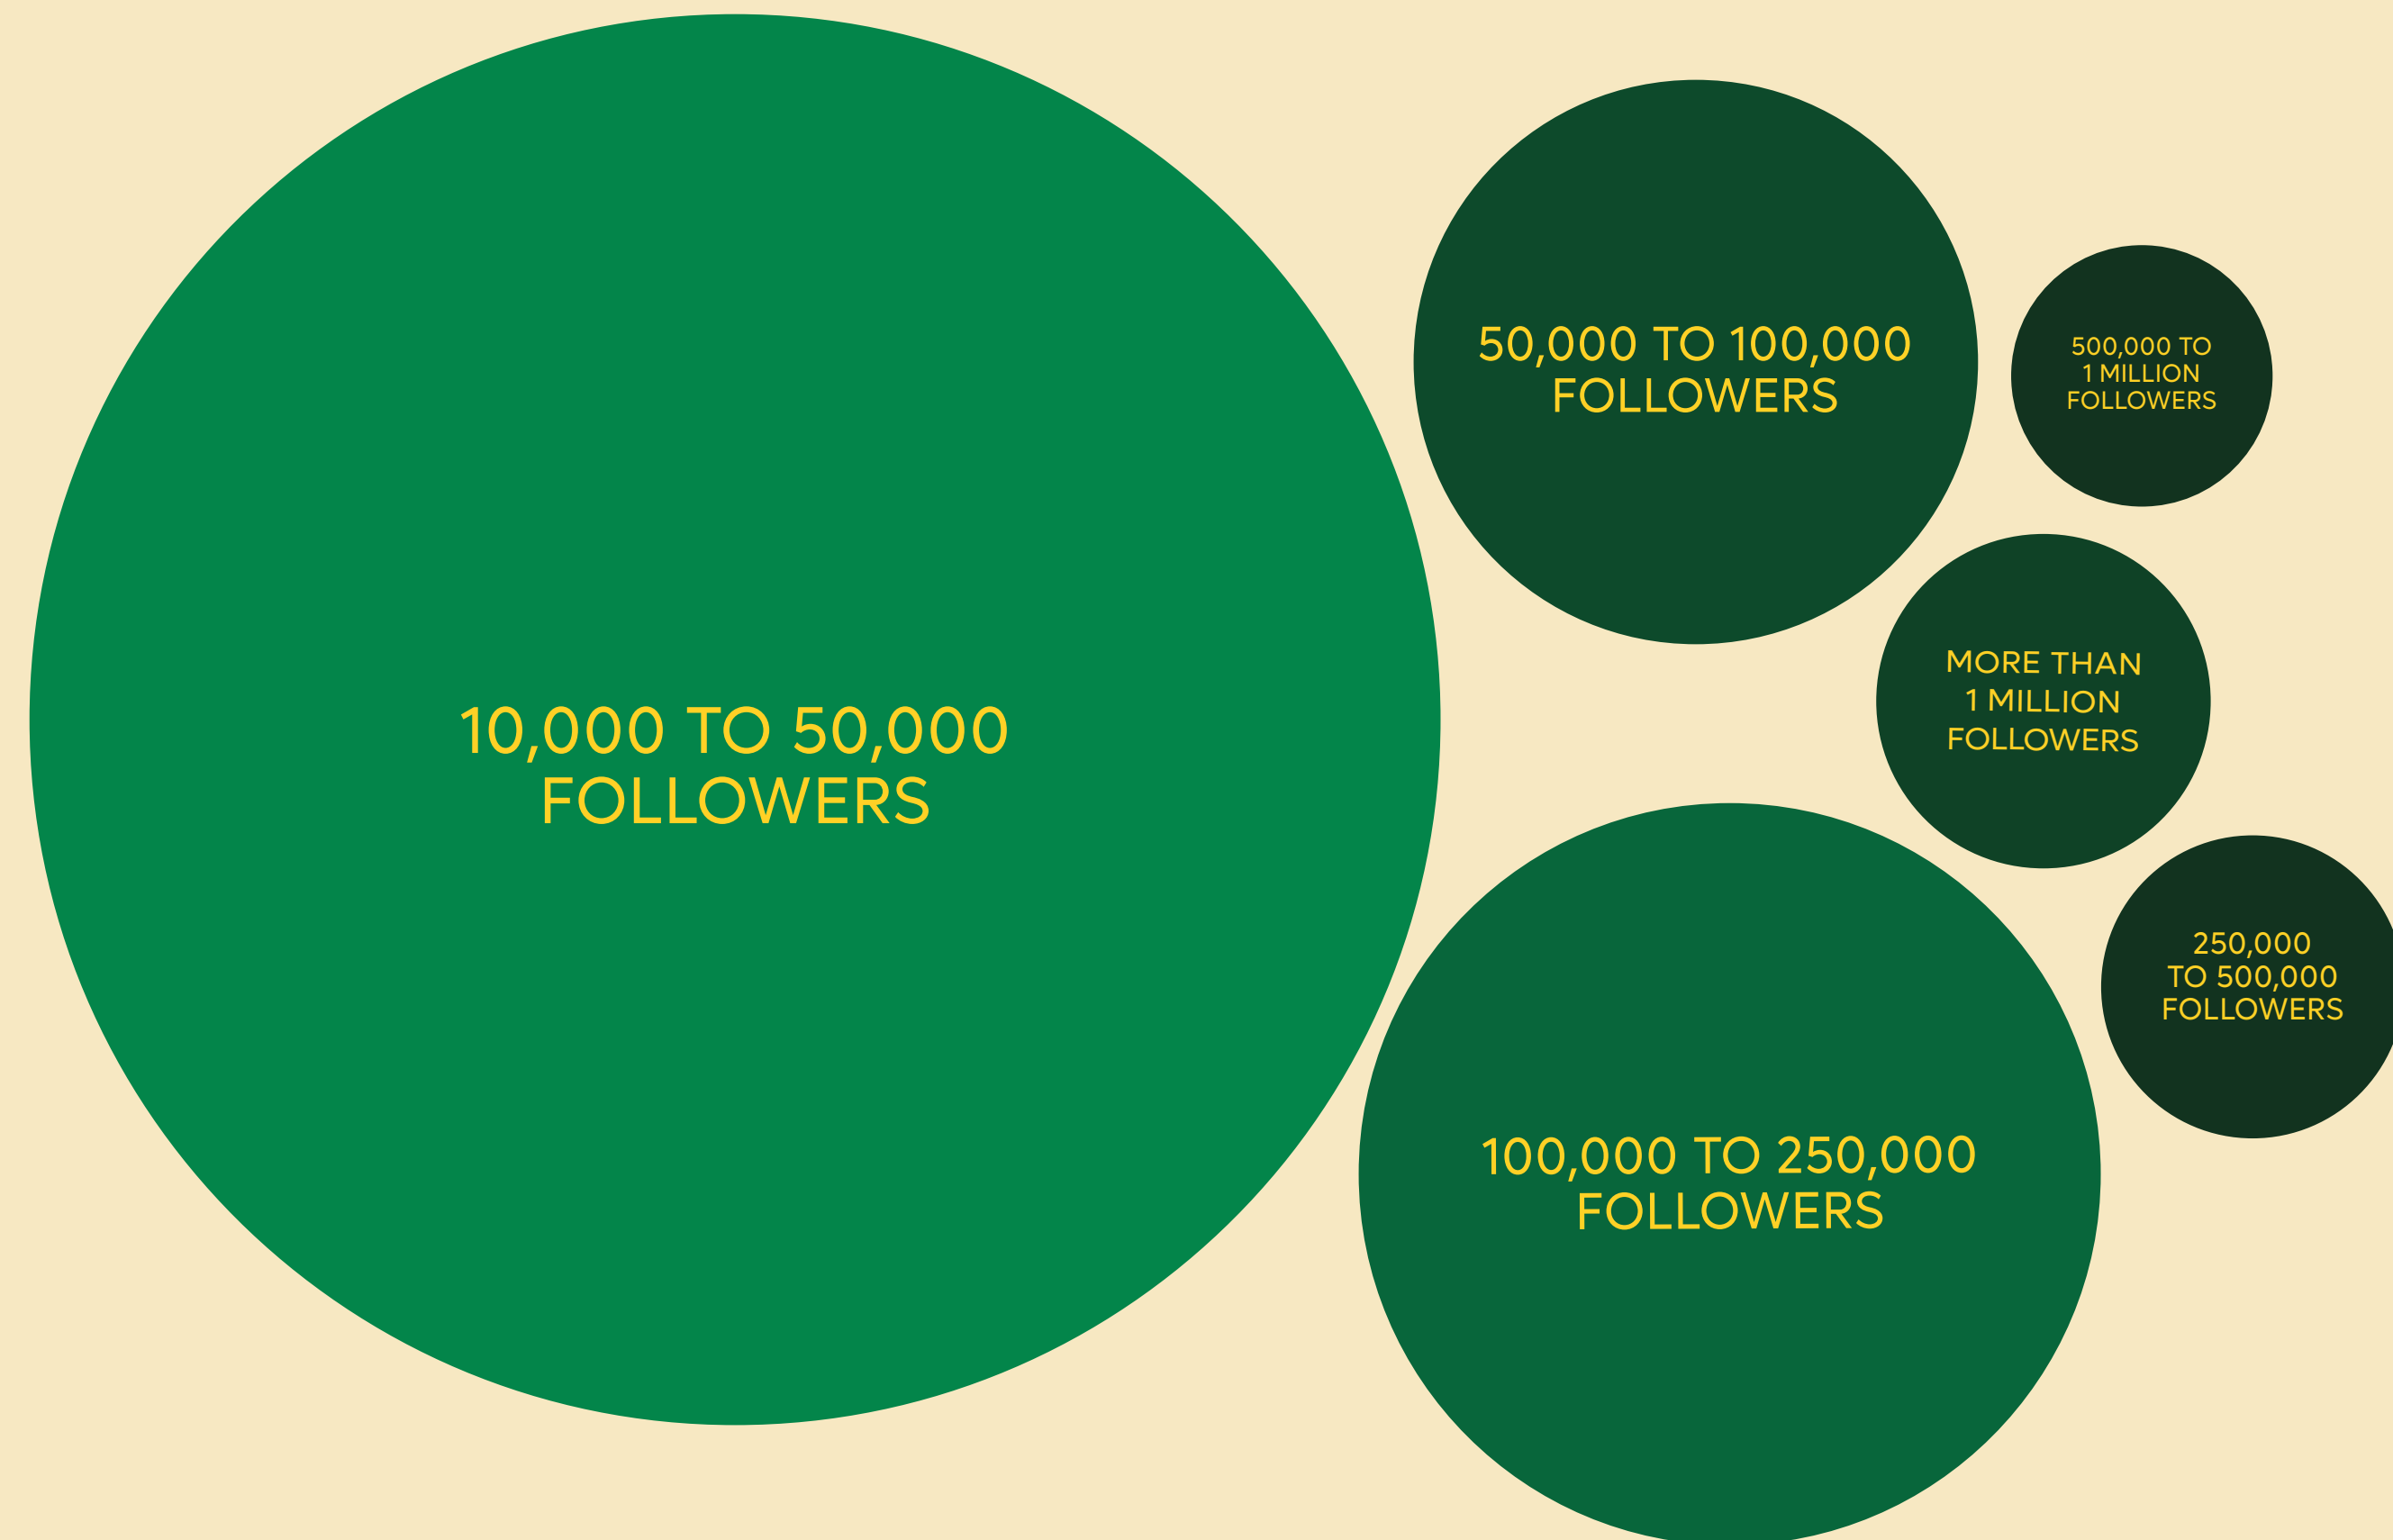 10,000 TO 50,000
FOLLOWERS
50,000 TO 100,000
FOLLOWERS
500,000 TO
1 MILLION
FOLLOWERS
MORE THAN
1 MILLION
FOLLOWERS
250,000
TO 500,000
FOLLOWERS
100,000 TO 250,000
FOLLOWERS